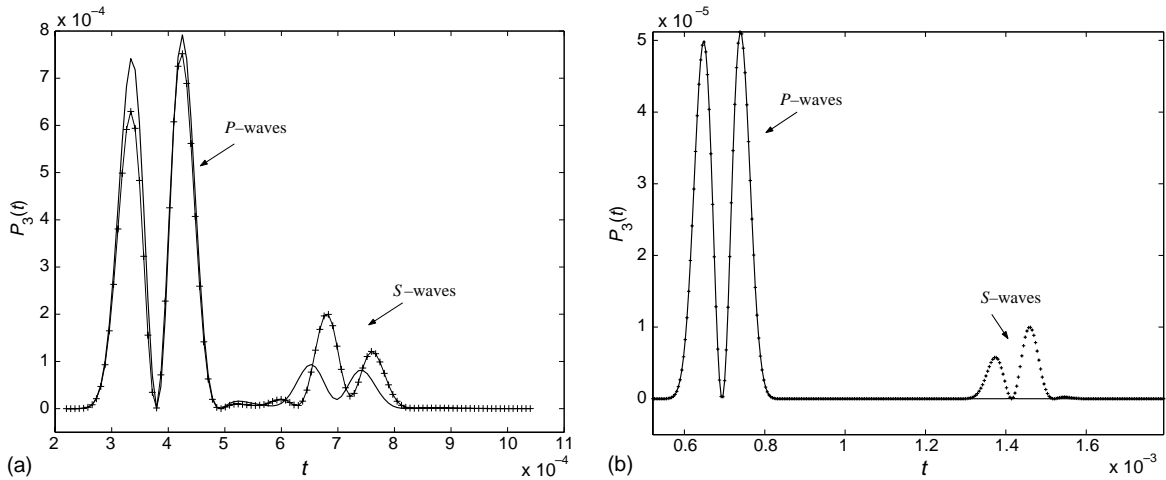 x 10⁻⁴
8
7
6
5
4
3
2
1
0
P₃(t)
P–waves
S–waves
2 3 4 5 6 7 8 9 10 11
t
x 10⁻⁴
(a)
x 10⁻⁵
5
4
3
2
1
0
P₃(t)
P–waves
S–waves
0.6 0.8 1 1.2 1.4 1.6
t
x 10⁻³
(b)